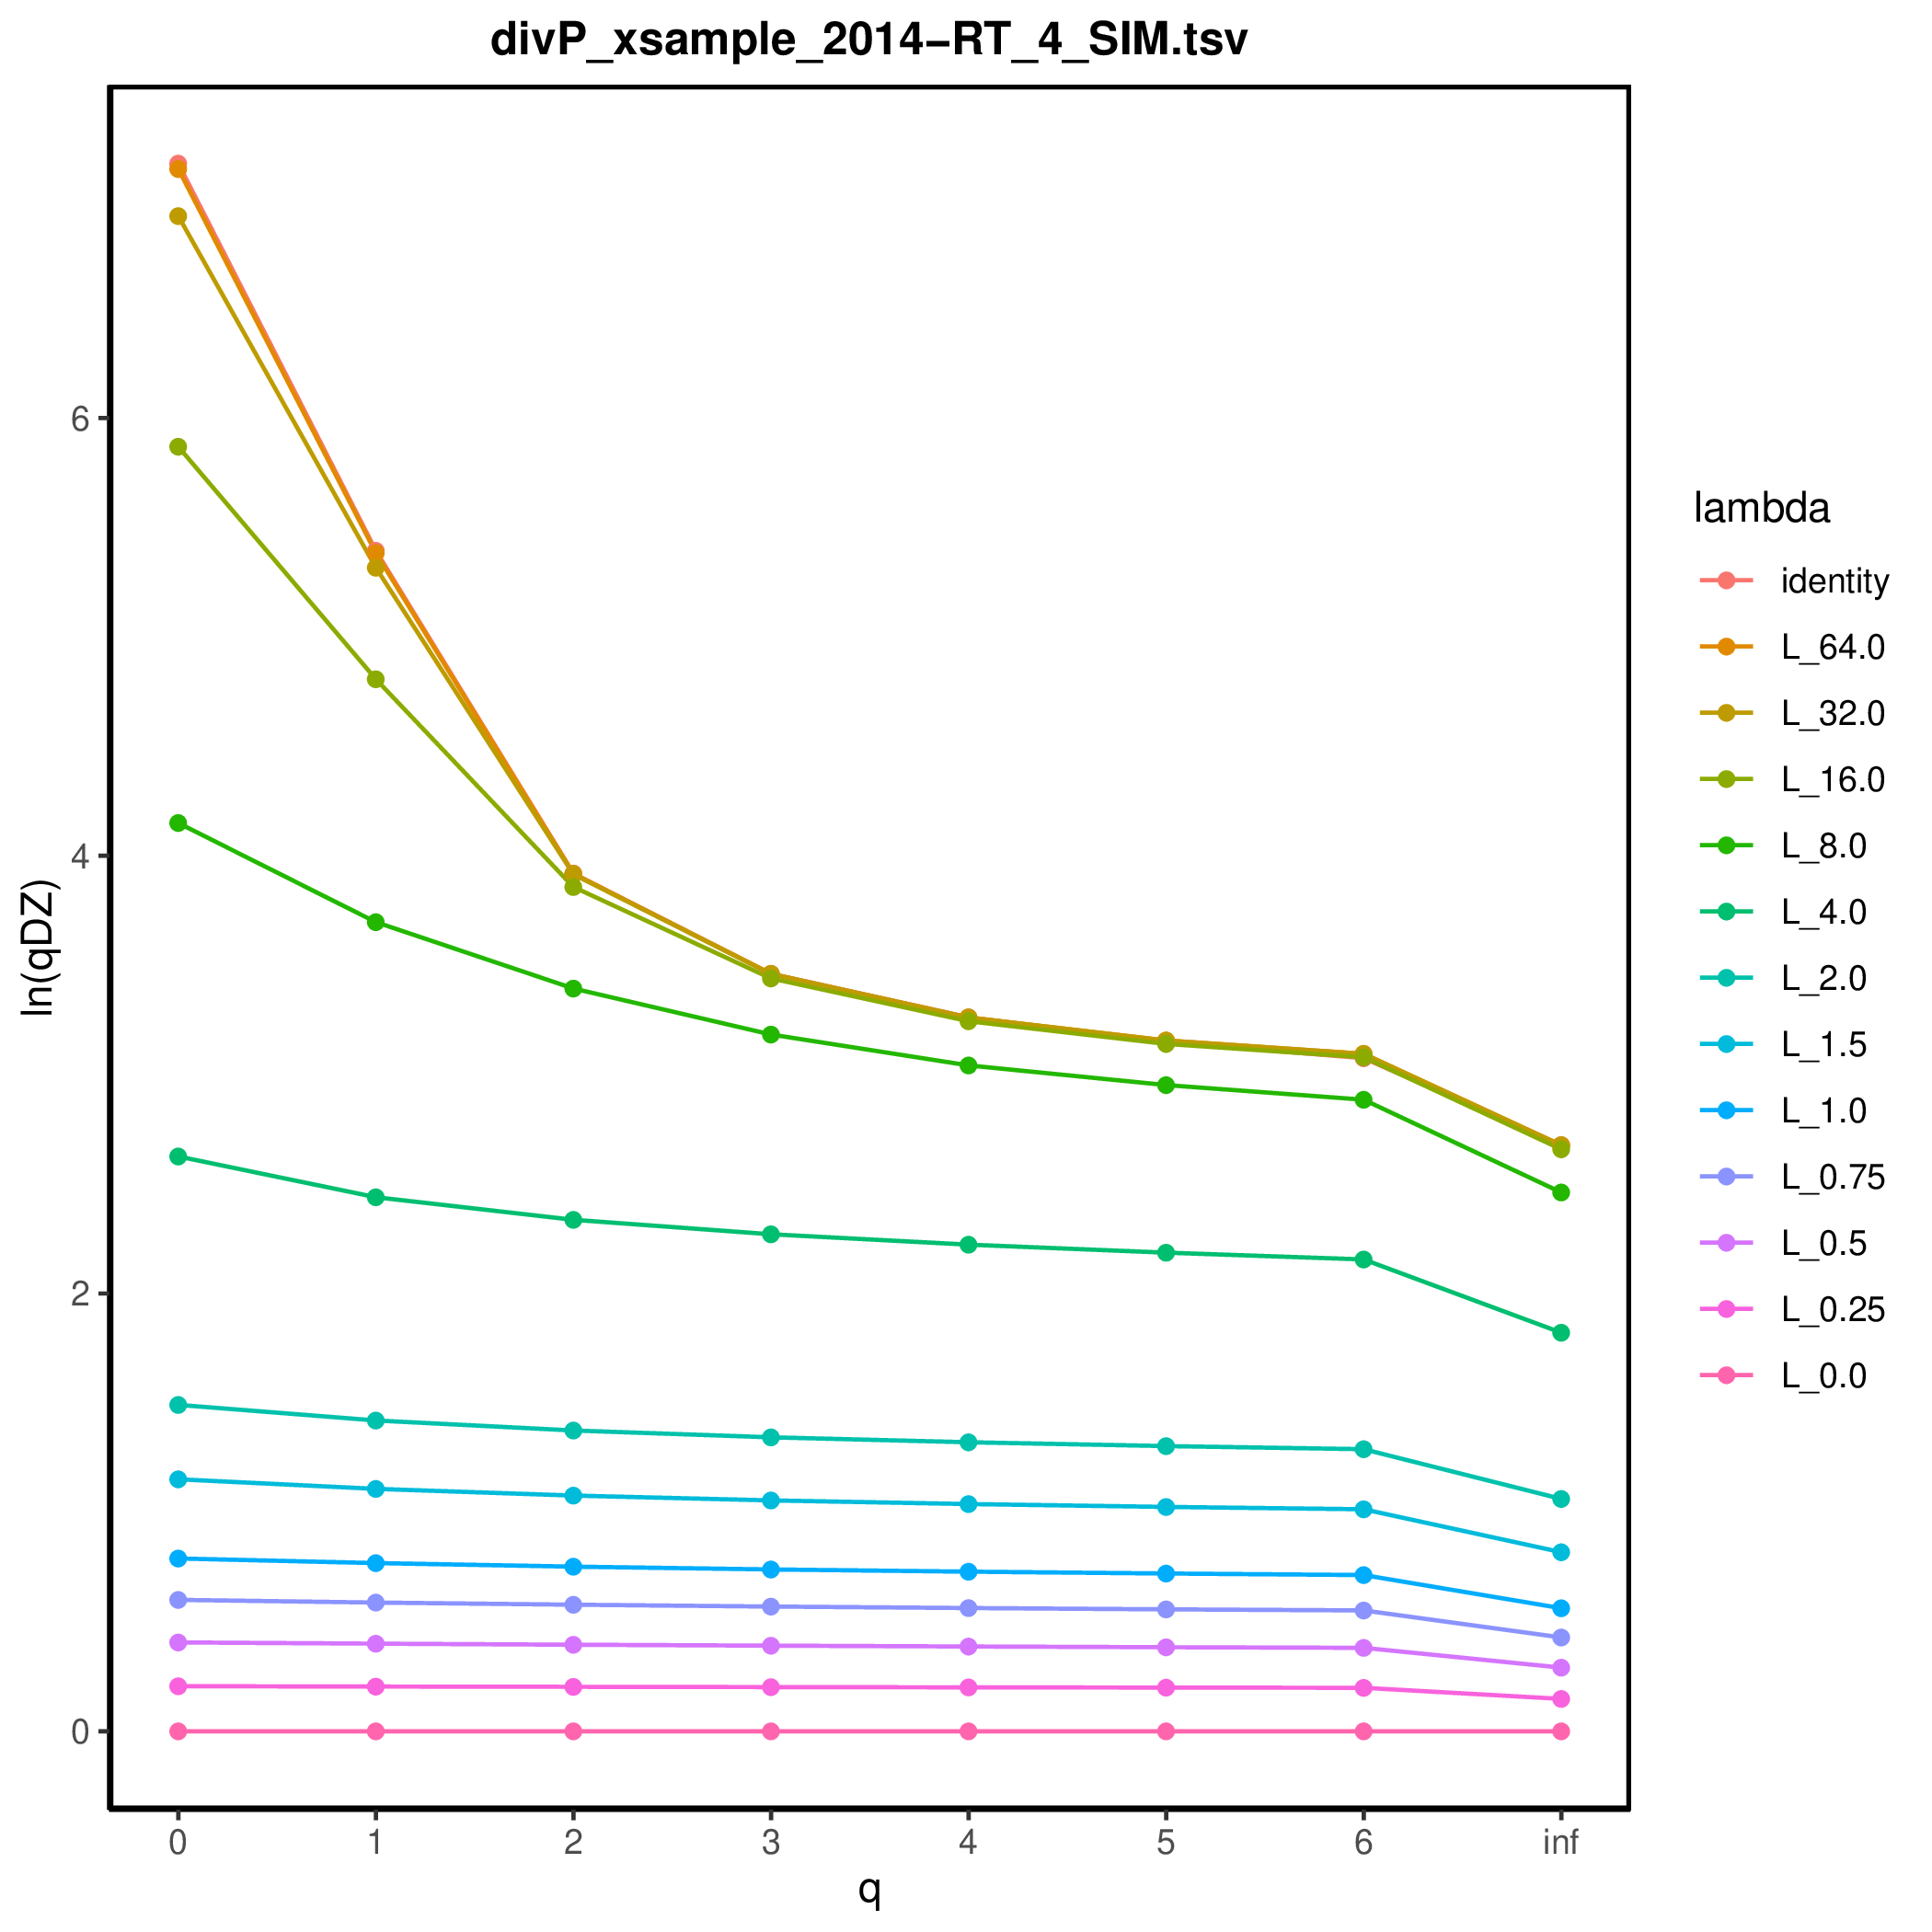 divP_xsample_2014−RT_4_SIM.tsv
ln(qDZ)
6
4
2
0
0 1 2 3 4 5 6 inf
q
lambda
identity
L_64.0
L_32.0
L_16.0
L_8.0
L_4.0
L_2.0
L_1.5
L_1.0
L_0.75
L_0.5
L_0.25
L_0.0